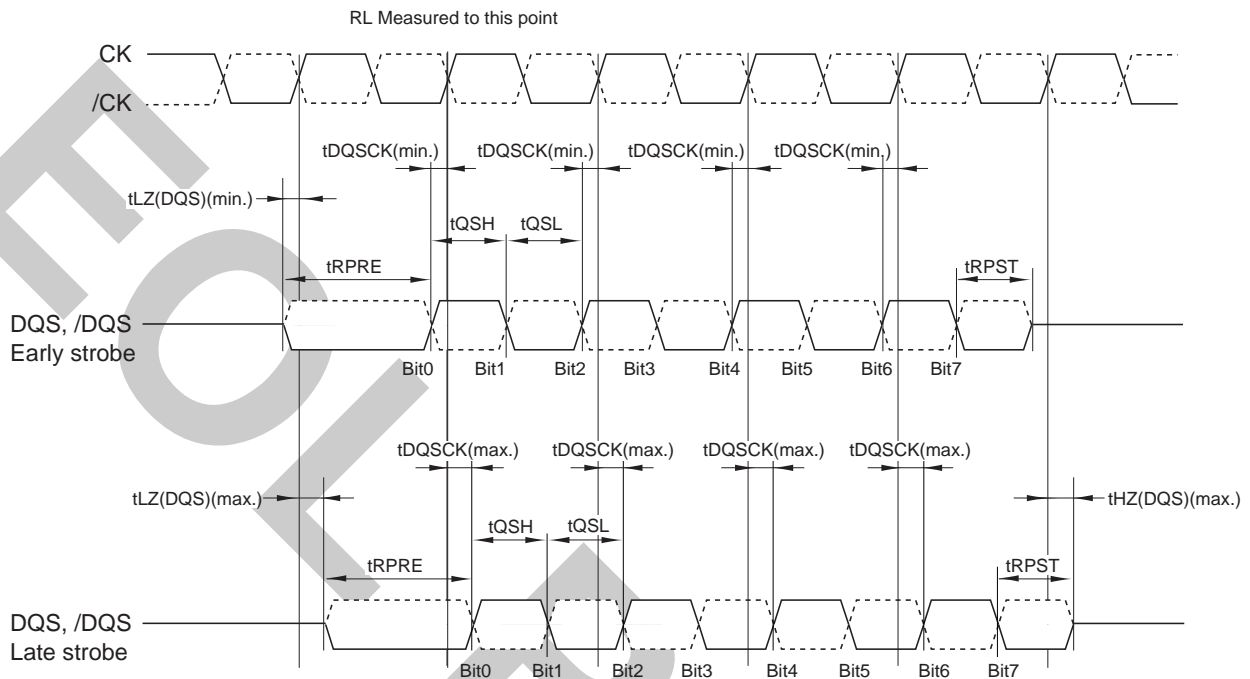 RL Measured to this point
CK
/CK
tDQSCK(min.) tDQSCK(min.) tDQSCK(min.) tDQSCK(min.)
tLZ(DQS)(min.)
tQSH tQSL
tRPRE tRPST
DQS, /DQS
Early strobe
Bit0 Bit1 Bit2 Bit3 Bit4 Bit5 Bit6 Bit7
tDQSCK(max.) tDQSCK(max.) tDQSCK(max.) tDQSCK(max.)
tLZ(DQS)(max.) tHZ(DQS)(max.)
tQSH tQSL
tRPRE tRPST
DQS, /DQS
Late strobe
Bit0 Bit1 Bit2 Bit3 Bit4 Bit5 Bit6 Bit7